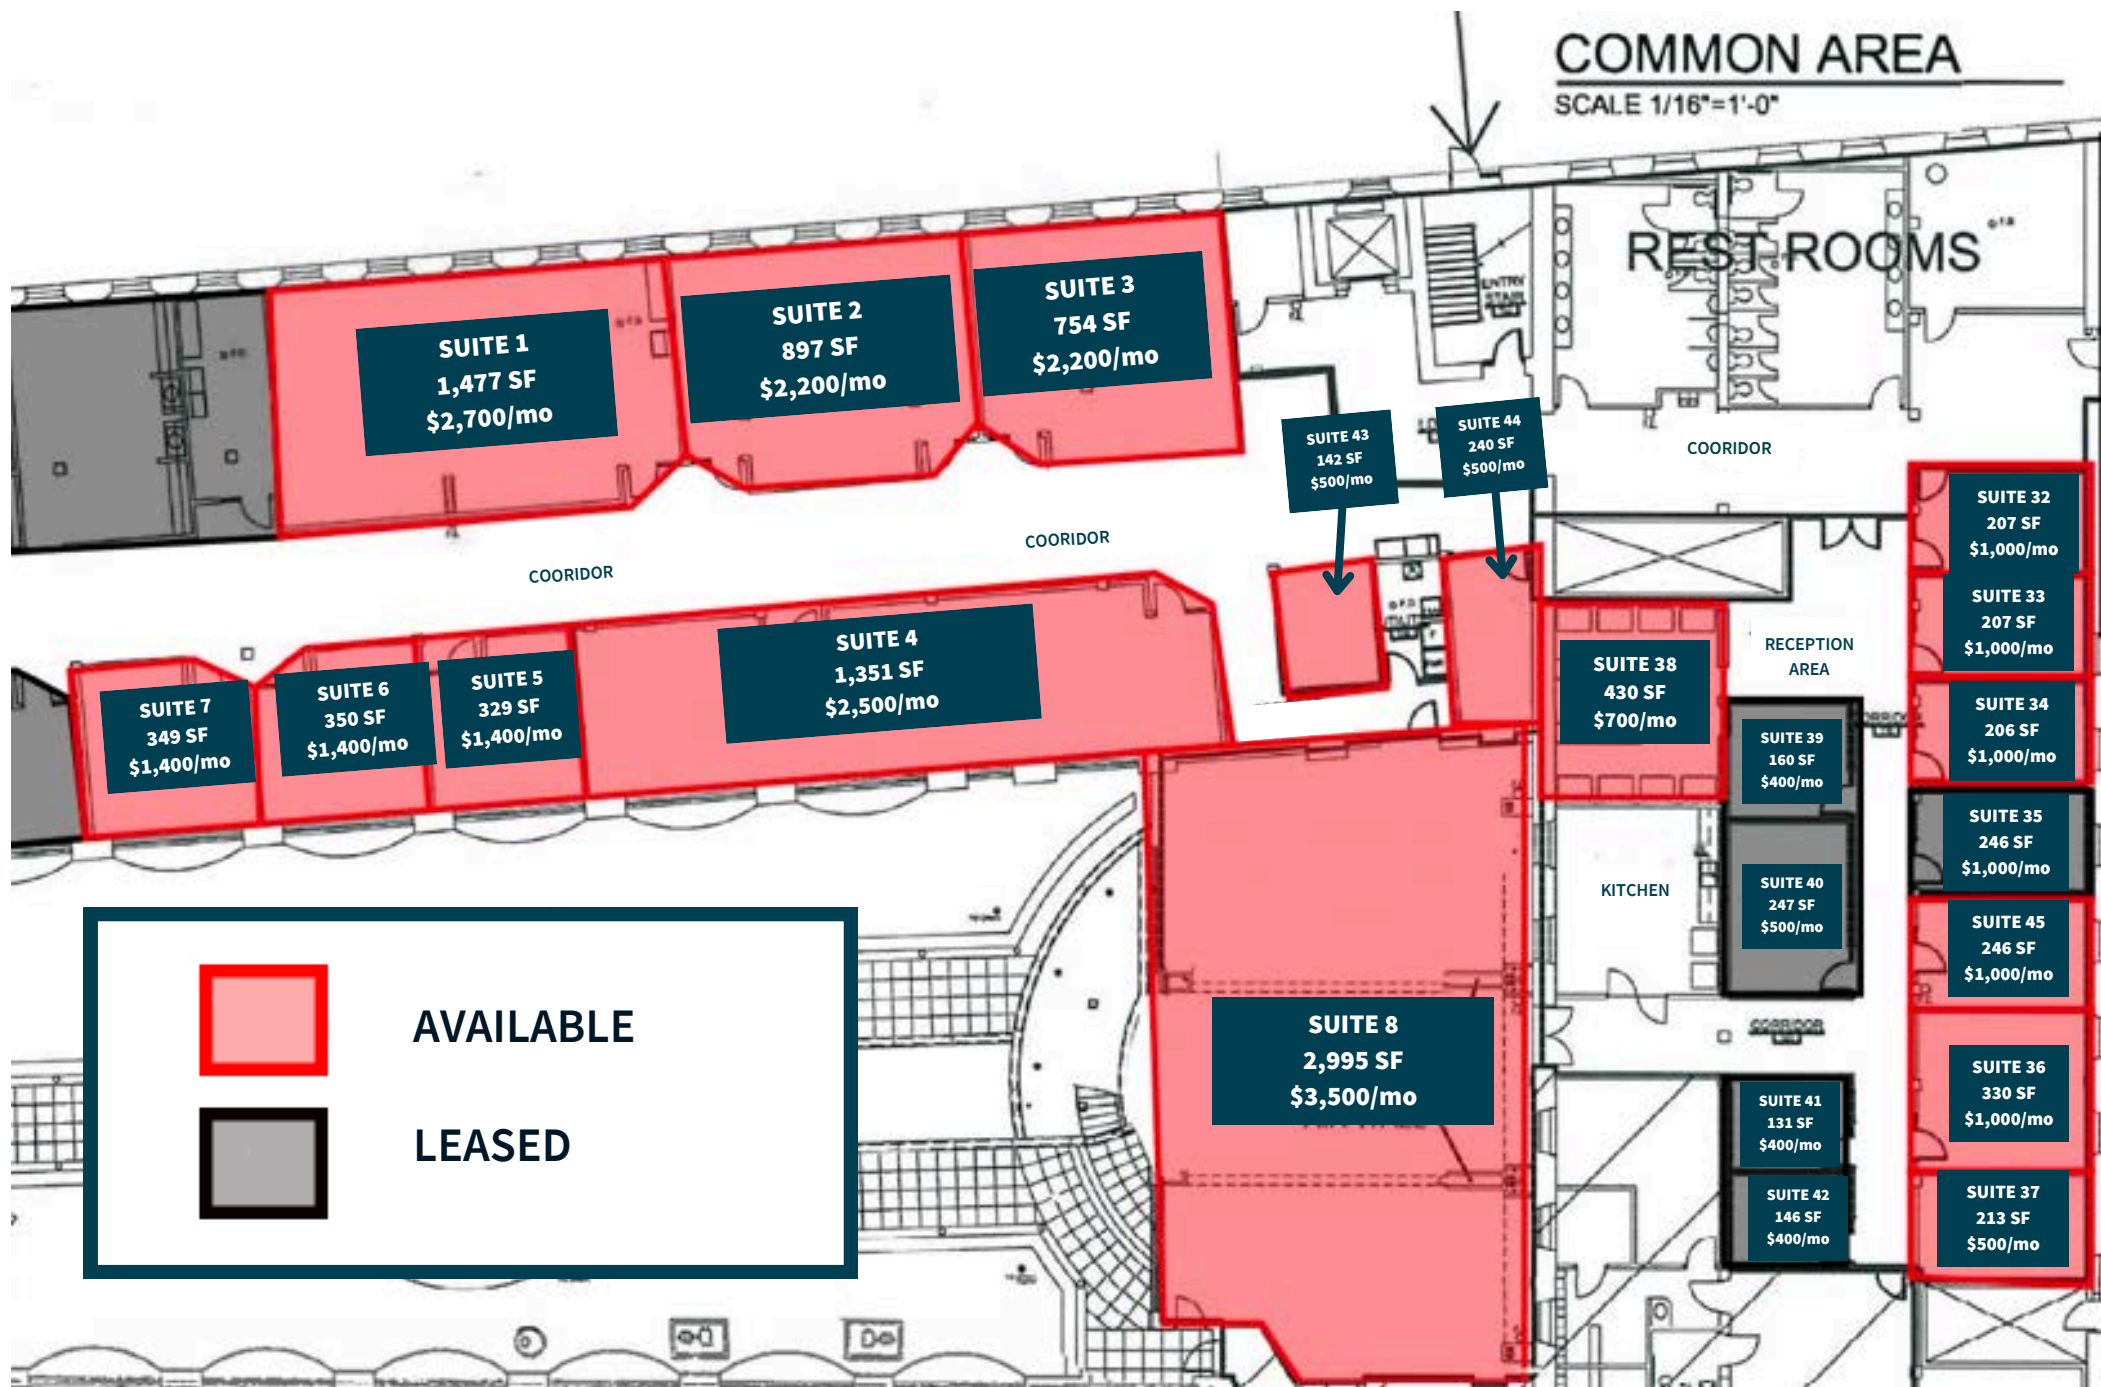 COMMON AREA
SCALE 1/16"=1'-0"
REST ROOMS
ENTRY
STAIR
SUITE 1
1,477 SF
$2,700/mo
SUITE 2
897 SF
$2,200/mo
SUITE 3
754 SF
$2,200/mo
SUITE 43
142 SF
$500/mo
SUITE 44
240 SF
$500/mo
COORIDOR
COORIDOR
COORIDOR
SUITE 32
207 SF
$1,000/mo
SUITE 33
207 SF
$1,000/mo
SUITE 34
206 SF
$1,000/mo
SUITE 35
246 SF
$1,000/mo
SUITE 45
246 SF
$1,000/mo
SUITE 36
330 SF
$1,000/mo
SUITE 37
213 SF
$500/mo
RECEPTION
AREA
SUITE 38
430 SF
$700/mo
SUITE 39
160 SF
$400/mo
SUITE 40
247 SF
$500/mo
KITCHEN
CORRIDOR
SUITE 41
131 SF
$400/mo
SUITE 42
146 SF
$400/mo
SUITE 4
1,351 SF
$2,500/mo
SUITE 5
329 SF
$1,400/mo
SUITE 6
350 SF
$1,400/mo
SUITE 7
349 SF
$1,400/mo
SUITE 8
2,995 SF
$3,500/mo
AVAILABLE
LEASED